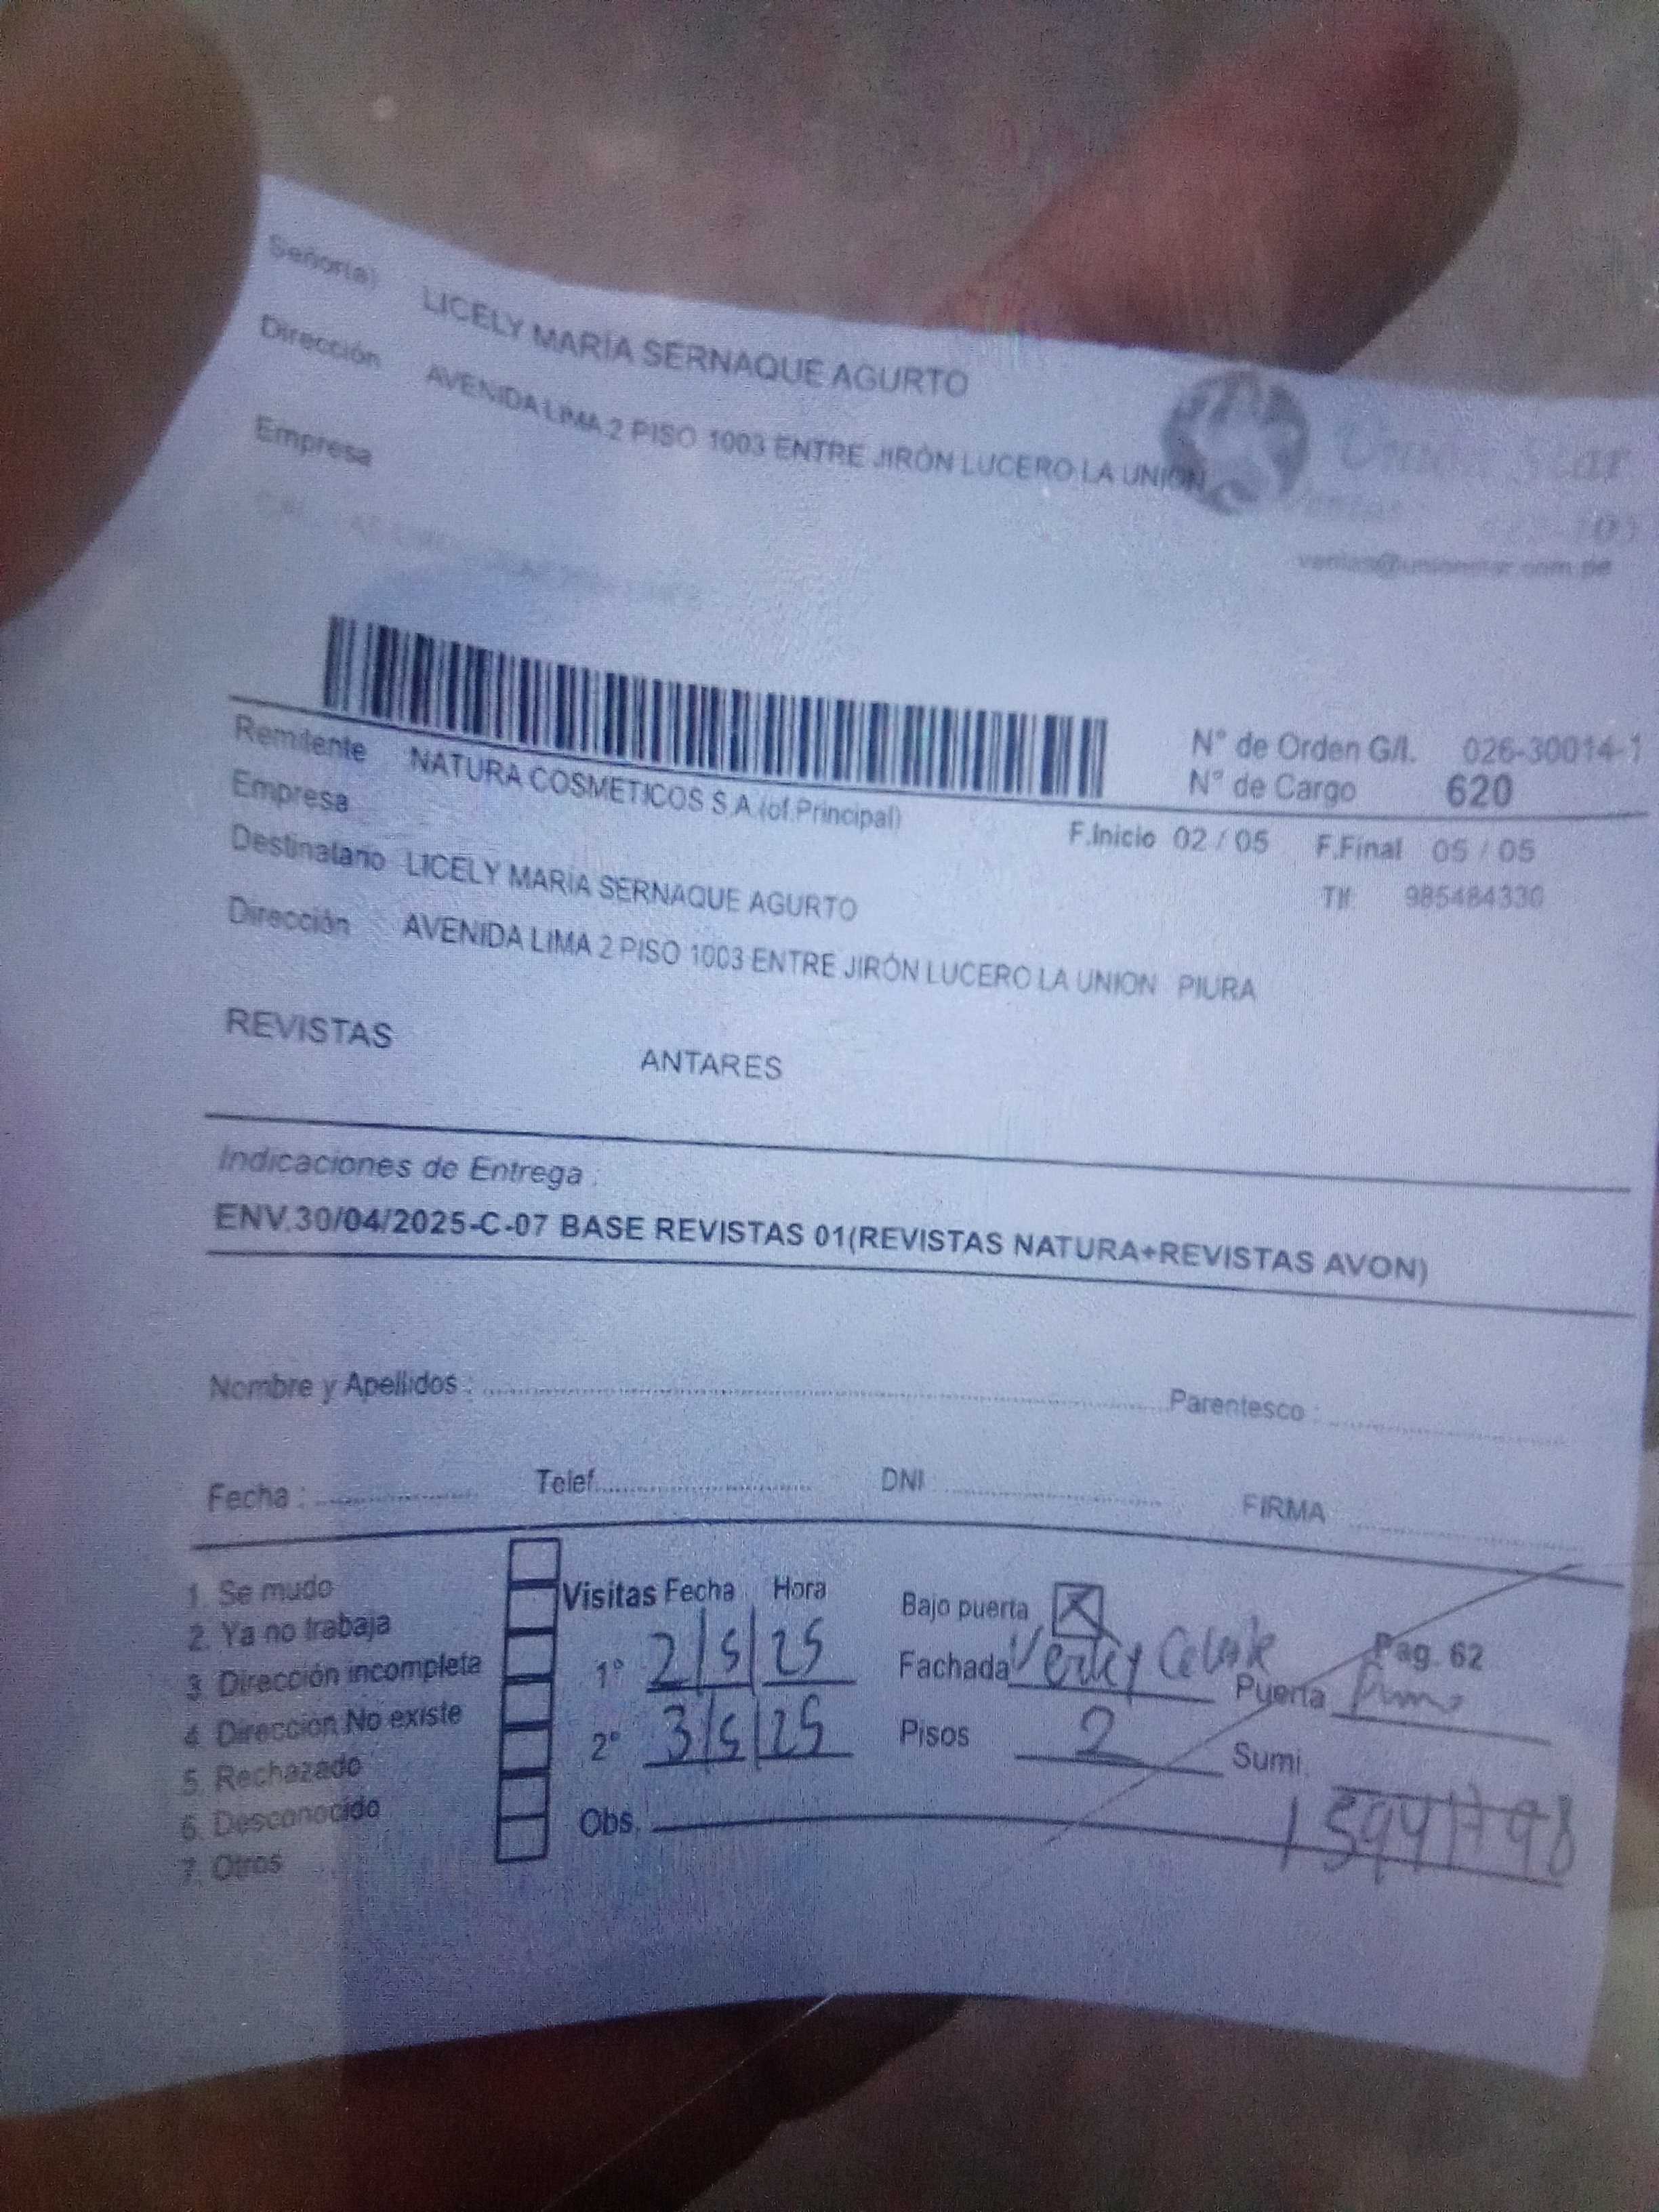 Señor(a) LICELY MARIA SERNAQUE AGURTO
Dirección AVENIDA LIMA 2 PISO 1003 ENTRE JIRÓN LUCERO LA UNION
Empresa
Union Star
ventas@unionstar.com.pe
N° de Orden G/I. 026-30014-1
N° de Cargo 620
Remitente NATURA COSMETICOS S.A.(of.Principal)
Empresa
F.Inicio 02 / 05 F.Final 05 / 05
Destinatario LICELY MARIA SERNAQUE AGURTO
Tlf: 985484330
Dirección AVENIDA LIMA 2 PISO 1003 ENTRE JIRÓN LUCERO LA UNION PIURA
REVISTAS
ANTARES
Indicaciones de Entrega :
ENV.30/04/2025-C-07 BASE REVISTAS 01(REVISTAS NATURA+REVISTAS AVON)
Nombre y Apellidos : Parentesco :
Fecha : Telef. DNI FIRMA
1. Se mudo
2. Ya no trabaja
3. Dirección incompleta
4. Dirección No existe
5. Rechazado
6. Desconocido
7. Otros
Visitas Fecha Hora
1° 2/5/25
2° 3/5/25
Obs.
Bajo puerta X
Fachada
Pag. 62
Puerta
Pisos 2
Sumi.